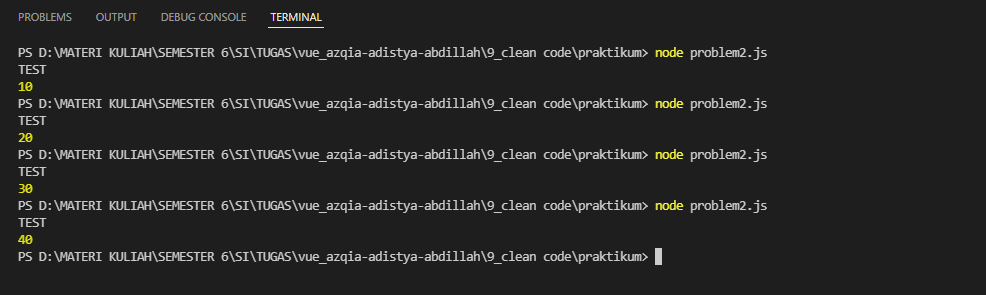 PROBLEMS OUTPUT DEBUG CONSOLE TERMINAL
PS D:\MATERI KULIAH\SEMESTER 6\SI\TUGAS\vue_azqia-adistya-abdillah\9_clean code\praktikum> node problem2.js
TEST
10
PS D:\MATERI KULIAH\SEMESTER 6\SI\TUGAS\vue_azqia-adistya-abdillah\9_clean code\praktikum> node problem2.js
TEST
20
PS D:\MATERI KULIAH\SEMESTER 6\SI\TUGAS\vue_azqia-adistya-abdillah\9_clean code\praktikum> node problem2.js
TEST
30
PS D:\MATERI KULIAH\SEMESTER 6\SI\TUGAS\vue_azqia-adistya-abdillah\9_clean code\praktikum> node problem2.js
TEST
40
PS D:\MATERI KULIAH\SEMESTER 6\SI\TUGAS\vue_azqia-adistya-abdillah\9_clean code\praktikum>